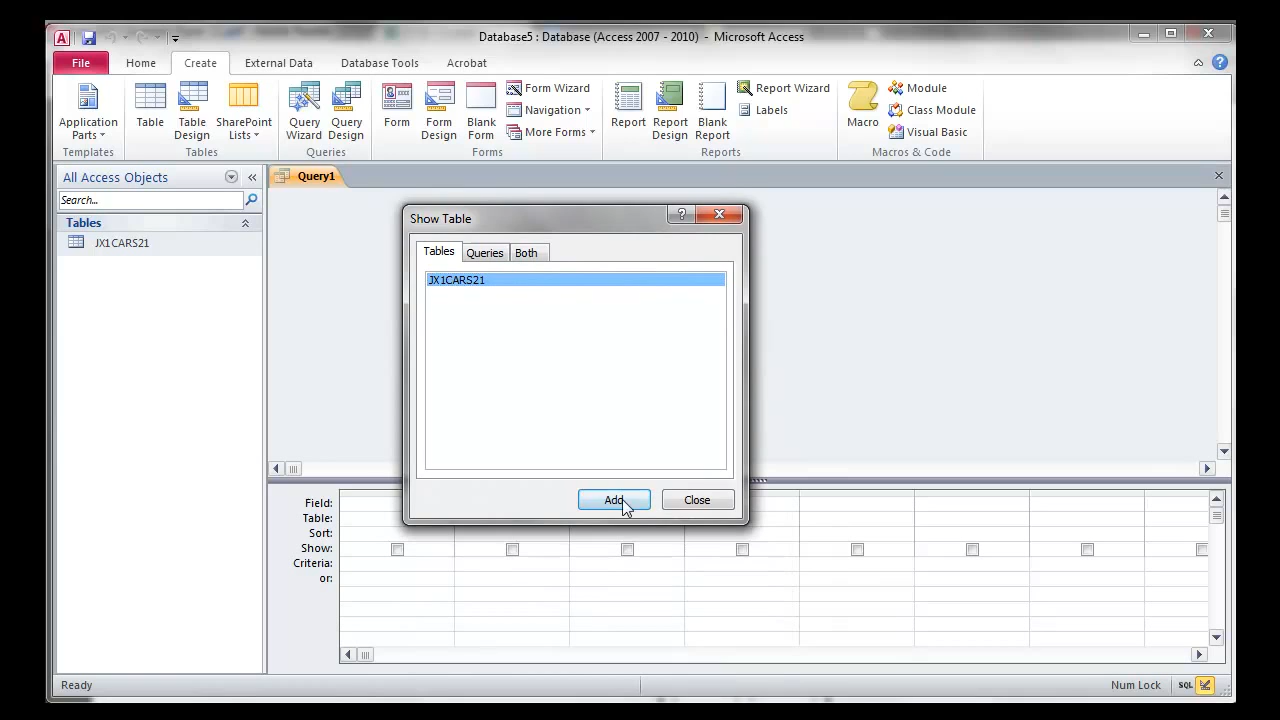 Database5 : Database (Access 2007 - 2010) - Microsoft Access
File Home Create External Data Database Tools Acrobat
Application Parts
Table
Table Design
SharePoint Lists
Query Wizard
Query Design
Form
Form Design
Blank Form
Form Wizard
Navigation
More Forms
Report
Report Design
Blank Report
Report Wizard
Labels
Macro
Module
Class Module
Visual Basic
Templates Tables Queries Forms Reports Macros & Code
All Access Objects
Search...
Tables
JX1CARS21
Query1
Show Table
Tables Queries Both
JX1CARS21
Add Close
Field:
Table:
Sort:
Show:
Criteria:
or:
Ready
Num Lock
SQL